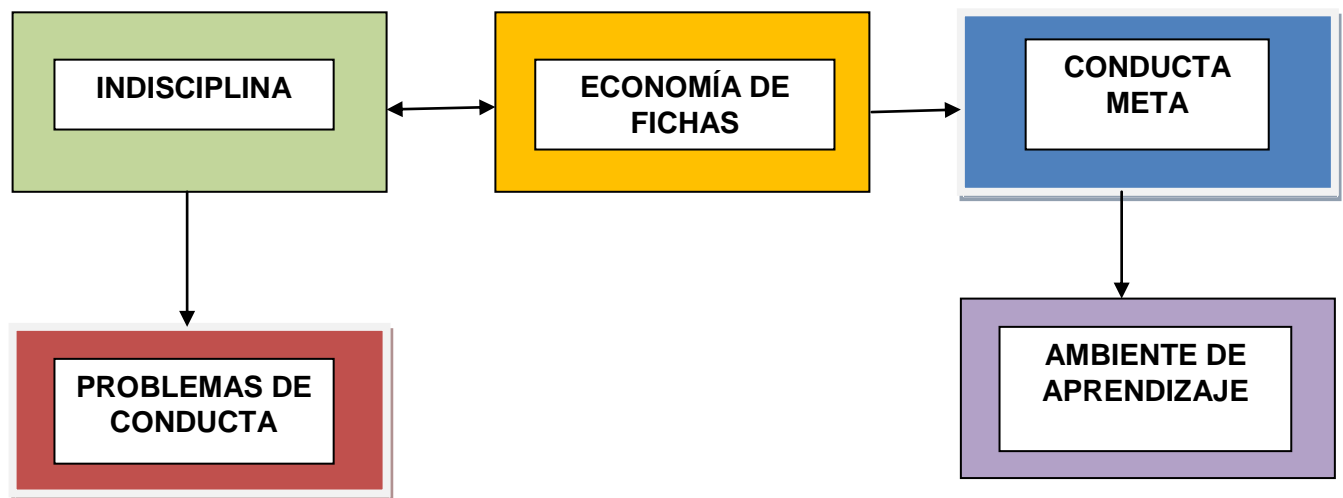 INDISCIPLINA
ECONOMÍA DE
FICHAS
CONDUCTA
META
PROBLEMAS DE
CONDUCTA
AMBIENTE DE
APRENDIZAJE